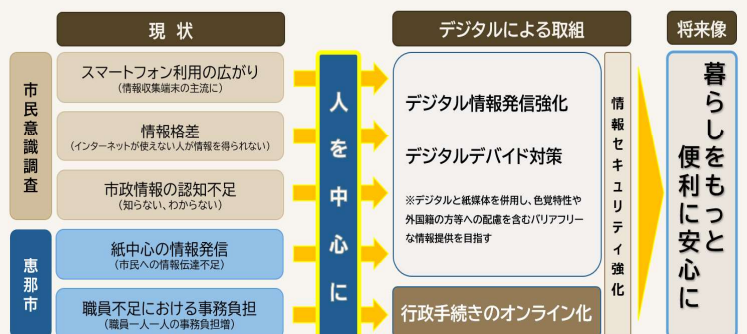 現状
デジタルによる取組
将来像
市民意識調査
スマートフォン利用の広がり
(情報収集端末の主流に)
情報格差
(インターネットが使えない人が情報を得られない)
市政情報の認知不足
(知らない、わからない)
恵那市
紙中心の情報発信
(市民への情報伝達不足)
職員不足における事務負担
(職員一人一人の事務負担増)
人を中心に
デジタル情報発信強化
デジタルデバイド対策
※デジタルと紙媒体を併用し、色覚特性や
外国籍の方等への配慮を含むバリアフリー
な情報提供を目指す
行政手続きのオンライン化
情報セキュリティ強化
暮らしをもっと
便利に安心に